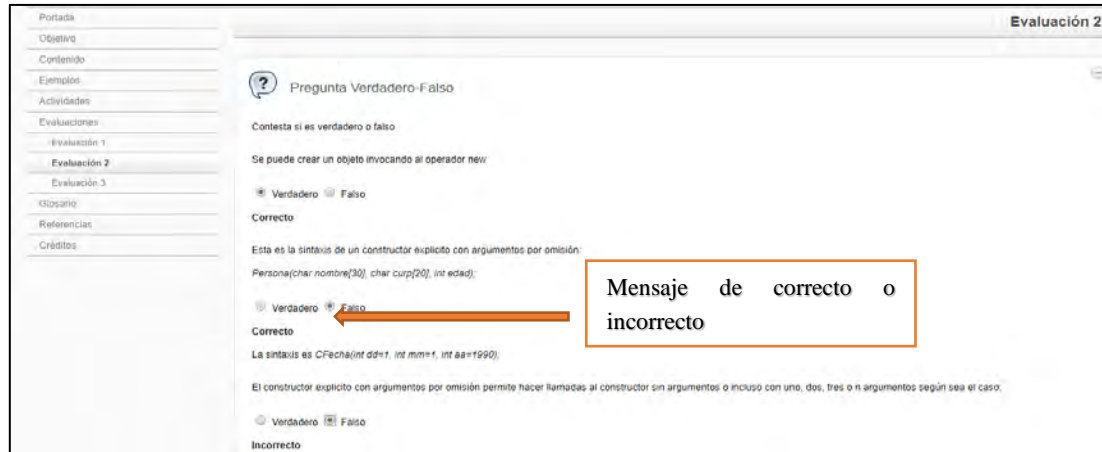 Portada
Objetivo
Contenido
Ejemplos
Actividades
Evaluaciones
Evaluación 1
Evaluación 2
Evaluación 3
Glosario
Referencias
Créditos
Evaluación 2
Pregunta Verdadero-Falso
Contesta si es verdadero o falso
Se puede crear un objeto invocando al operador new
Verdadero Falso
Correcto
Esta es la sintaxis de un constructor explicito con argumentos por omisión:
Persona(char nombre[30], char curp[20], int edad);
Verdadero Falso
Correcto
La sintaxis es CFecha(int dd=1, int mm=1, int aa=1990);
El constructor explicito con argumentos por omisión permite hacer llamadas al constructor sin argumentos o incluso con uno, dos, tres o n argumentos según sea el caso;
Verdadero Falso
Incorrecto
Mensaje de correcto o
incorrecto